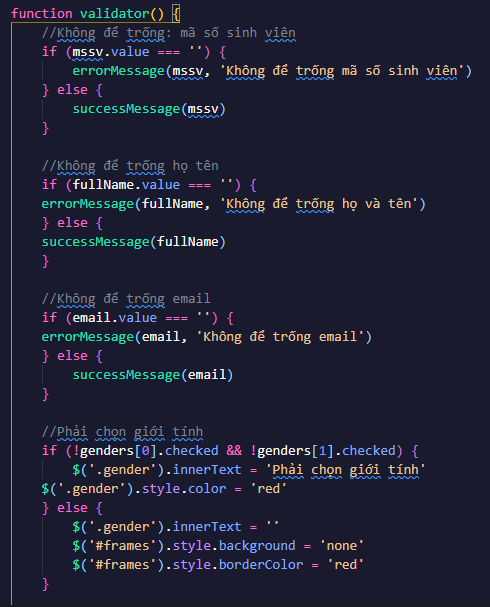 function validator() {
//Không để trống: mã số sinh viên
if (mssv.value === '') {
errorMessage(mssv, 'Không để trống mã số sinh viên')
} else {
successMessage(mssv)
}
//Không để trống họ tên
if (fullName.value === '') {
errorMessage(fullName, 'Không để trống họ và tên')
} else {
successMessage(fullName)
}
//Không để trống email
if (email.value === '') {
errorMessage(email, 'Không để trống email')
} else {
successMessage(email)
}
//Phải chọn giới tính
if (!genders[0].checked && !genders[1].checked) {
$('.gender').innerText = 'Phải chọn giới tính'
$('.gender').style.color = 'red'
} else {
$('.gender').innerText = ''
$('#frames').style.background = 'none'
$('#frames').style.borderColor = 'red'
}